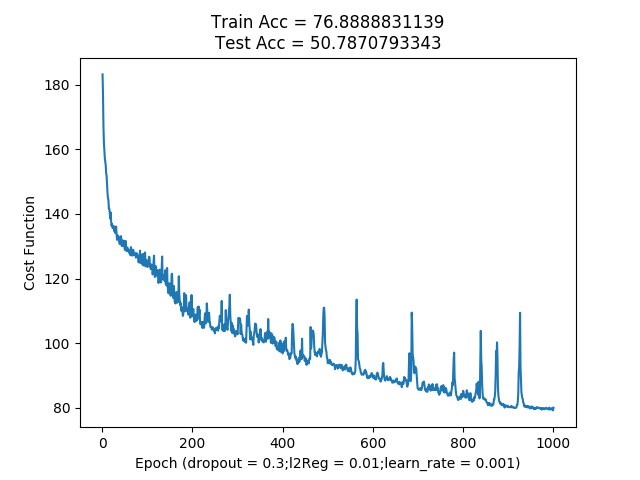 Train Acc = 76.8888831139
Test Acc = 50.7870793343
180
160
140
120
100
80
Cost Function
0 200 400 600 800 1000
Epoch (dropout = 0.3;l2Reg = 0.01;learn_rate = 0.001)